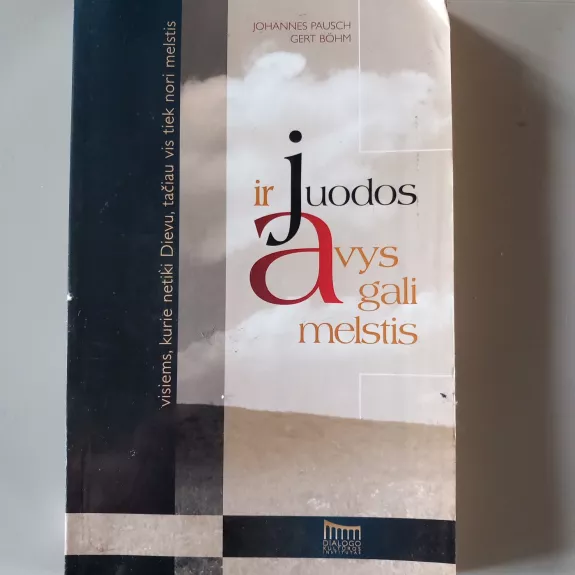 JOHANNES PAUSCH
GERT BÖHM
visiems, kurie netiki Dievu, tačiau vis tiek nori melstis
ir juodos
avys
gali
melstis
DIALOGO
KULTŪROS
INSTITUTAS